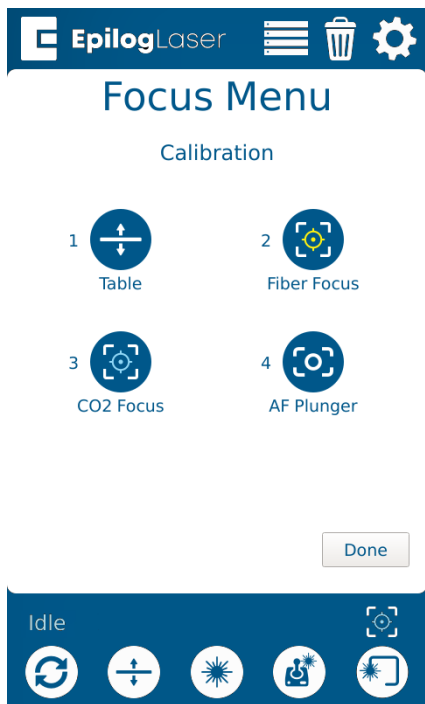 EpilogLaser
Focus Menu
Calibration
1
Table
2
Fiber Focus
3
CO2 Focus
4
AF Plunger
Done
Idle